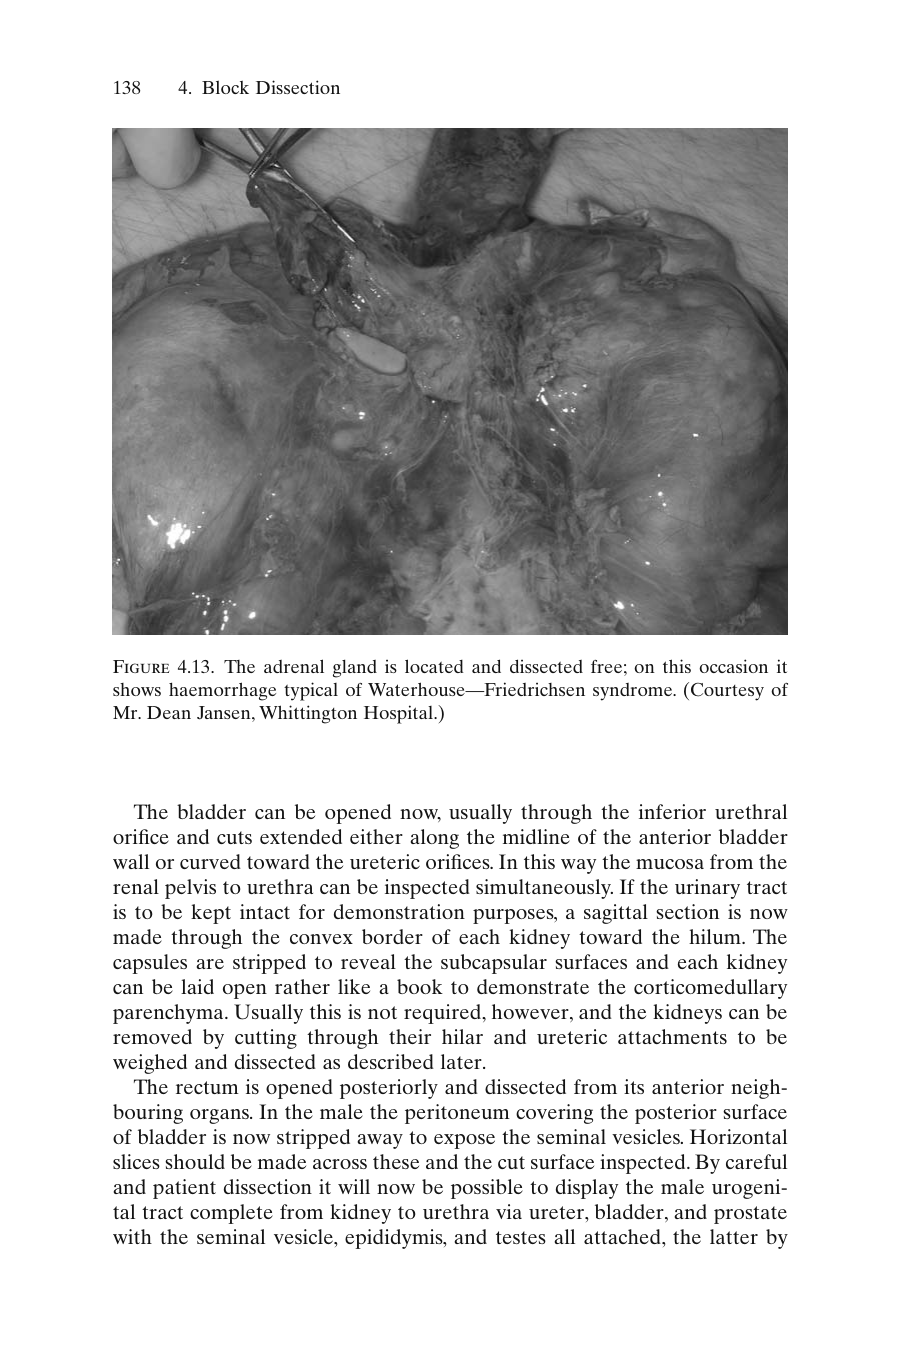 138 4. Block Dissection
FIGURE 4.13. The adrenal gland is located and dissected free; on this occasion it
shows haemorrhage typical of Waterhouse—Friedrichsen syndrome. (Courtesy of
Mr. Dean Jansen, Whittington Hospital.)
The bladder can be opened now, usually through the inferior urethral
orifice and cuts extended either along the midline of the anterior bladder
wall or curved toward the ureteric orifices. In this way the mucosa from the
renal pelvis to urethra can be inspected simultaneously. If the urinary tract
is to be kept intact for demonstration purposes, a sagittal section is now
made through the convex border of each kidney toward the hilum. The
capsules are stripped to reveal the subcapsular surfaces and each kidney
can be laid open rather like a book to demonstrate the corticomedullary
parenchyma. Usually this is not required, however, and the kidneys can be
removed by cutting through their hilar and ureteric attachments to be
weighed and dissected as described later.
The rectum is opened posteriorly and dissected from its anterior neigh-
bouring organs. In the male the peritoneum covering the posterior surface
of bladder is now stripped away to expose the seminal vesicles. Horizontal
slices should be made across these and the cut surface inspected. By careful
and patient dissection it will now be possible to display the male urogeni-
tal tract complete from kidney to urethra via ureter, bladder, and prostate
with the seminal vesicle, epididymis, and testes all attached, the latter by